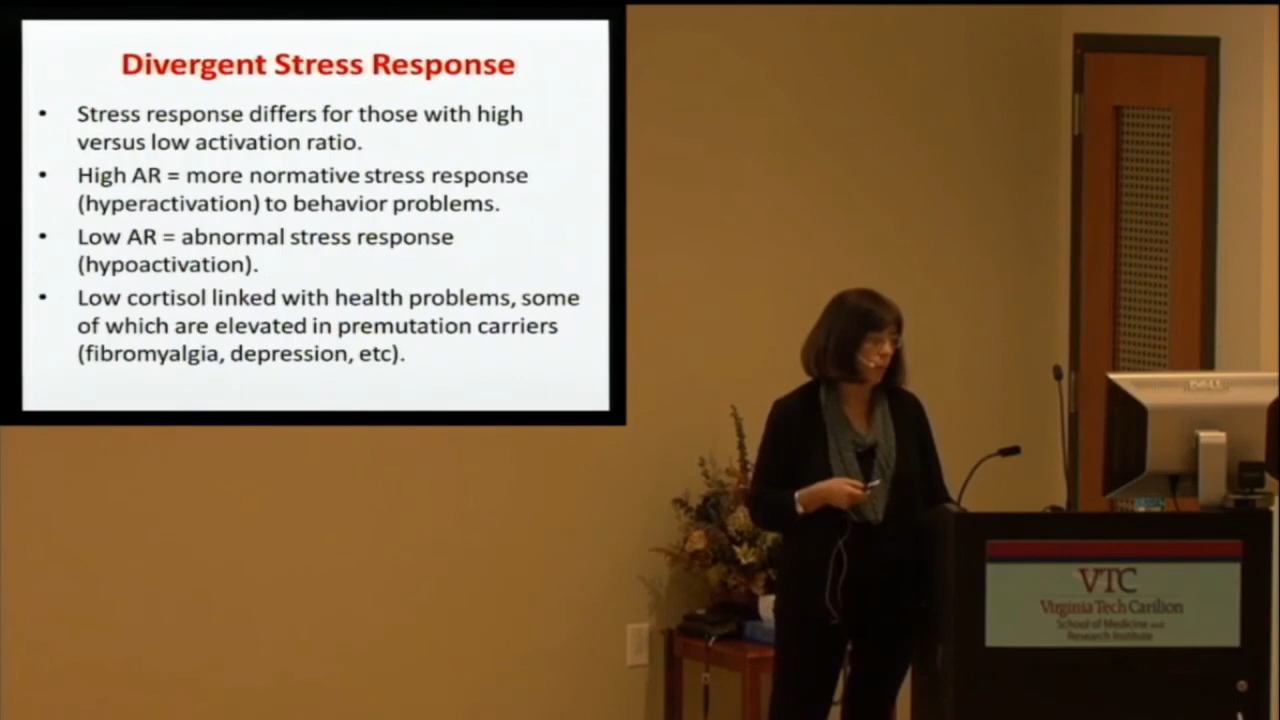 Divergent Stress Response
• Stress response differs for those with high
versus low activation ratio.
• High AR = more normative stress response
(hyperactivation) to behavior problems.
• Low AR = abnormal stress response
(hypoactivation).
• Low cortisol linked with health problems, some
of which are elevated in premutation carriers
(fibromyalgia, depression, etc).
DELL
VTC
Virginia Tech Carilion
School of Medicine and
Research Institute